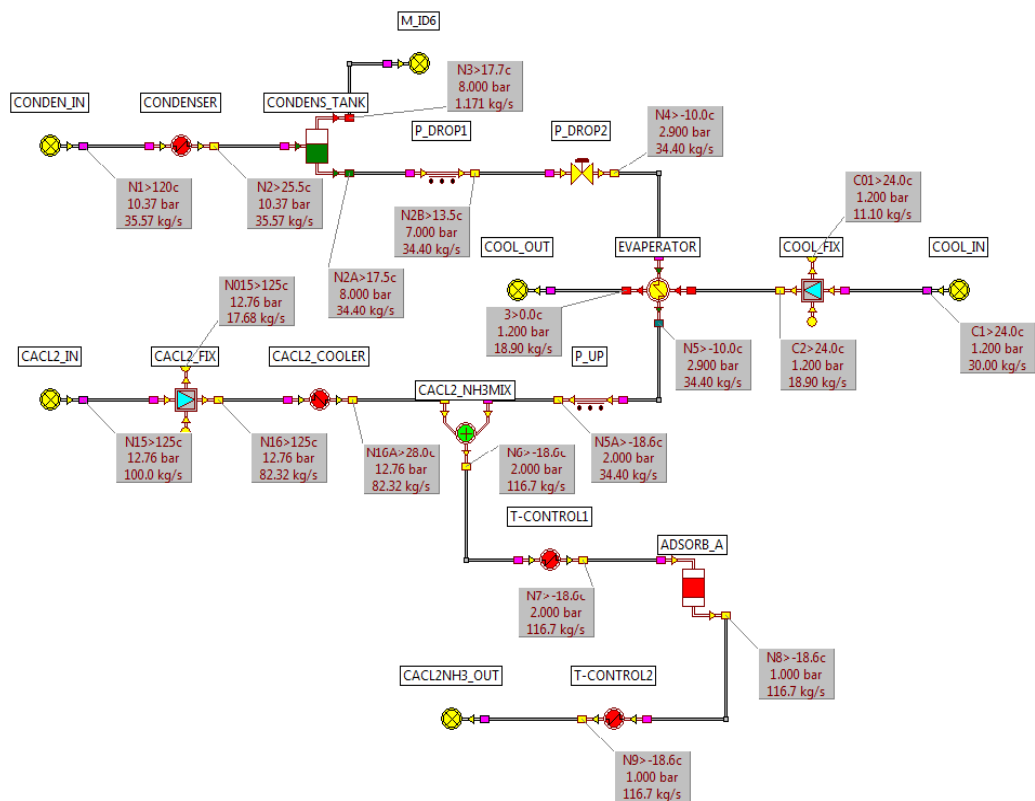 M_ID6
CONDEN_IN
CONDENSER
CONDENS_TANK
N3>17.7c
8.000 bar
1.171 kg/s
P_DROP1
P_DROP2
N4>-10.0c
2.900 bar
34.40 kg/s
N1>120c
10.37 bar
35.57 kg/s
N2>25.5c
10.37 bar
35.57 kg/s
N2B>13.5c
7.000 bar
34.40 kg/s
C01>24.0c
1.200 bar
11.10 kg/s
COOL_OUT
EVAPERATOR
COOL_FIX
COOL_IN
N2A>17.5c
8.000 bar
34.40 kg/s
N015>125c
12.76 bar
17.68 kg/s
3>0.0c
1.200 bar
18.90 kg/s
C1>24.0c
1.200 bar
30.00 kg/s
CACL2_IN
CACL2_FIX
CACL2_COOLER
P_UP
N5>-10.0c
2.900 bar
34.40 kg/s
C2>24.0c
1.200 bar
18.90 kg/s
CACL2_NH3MIX
N15>125c
12.76 bar
100.0 kg/s
N16>125c
12.76 bar
82.32 kg/s
N16A>28.0c
12.76 bar
82.32 kg/s
N6>-18.6c
2.000 bar
116.7 kg/s
N5A>-18.6c
2.000 bar
34.40 kg/s
T-CONTROL1
ADSORB_A
N7>-18.6c
2.000 bar
116.7 kg/s
N8>-18.6c
1.000 bar
116.7 kg/s
CACL2NH3_OUT
T-CONTROL2
N9>-18.6c
1.000 bar
116.7 kg/s